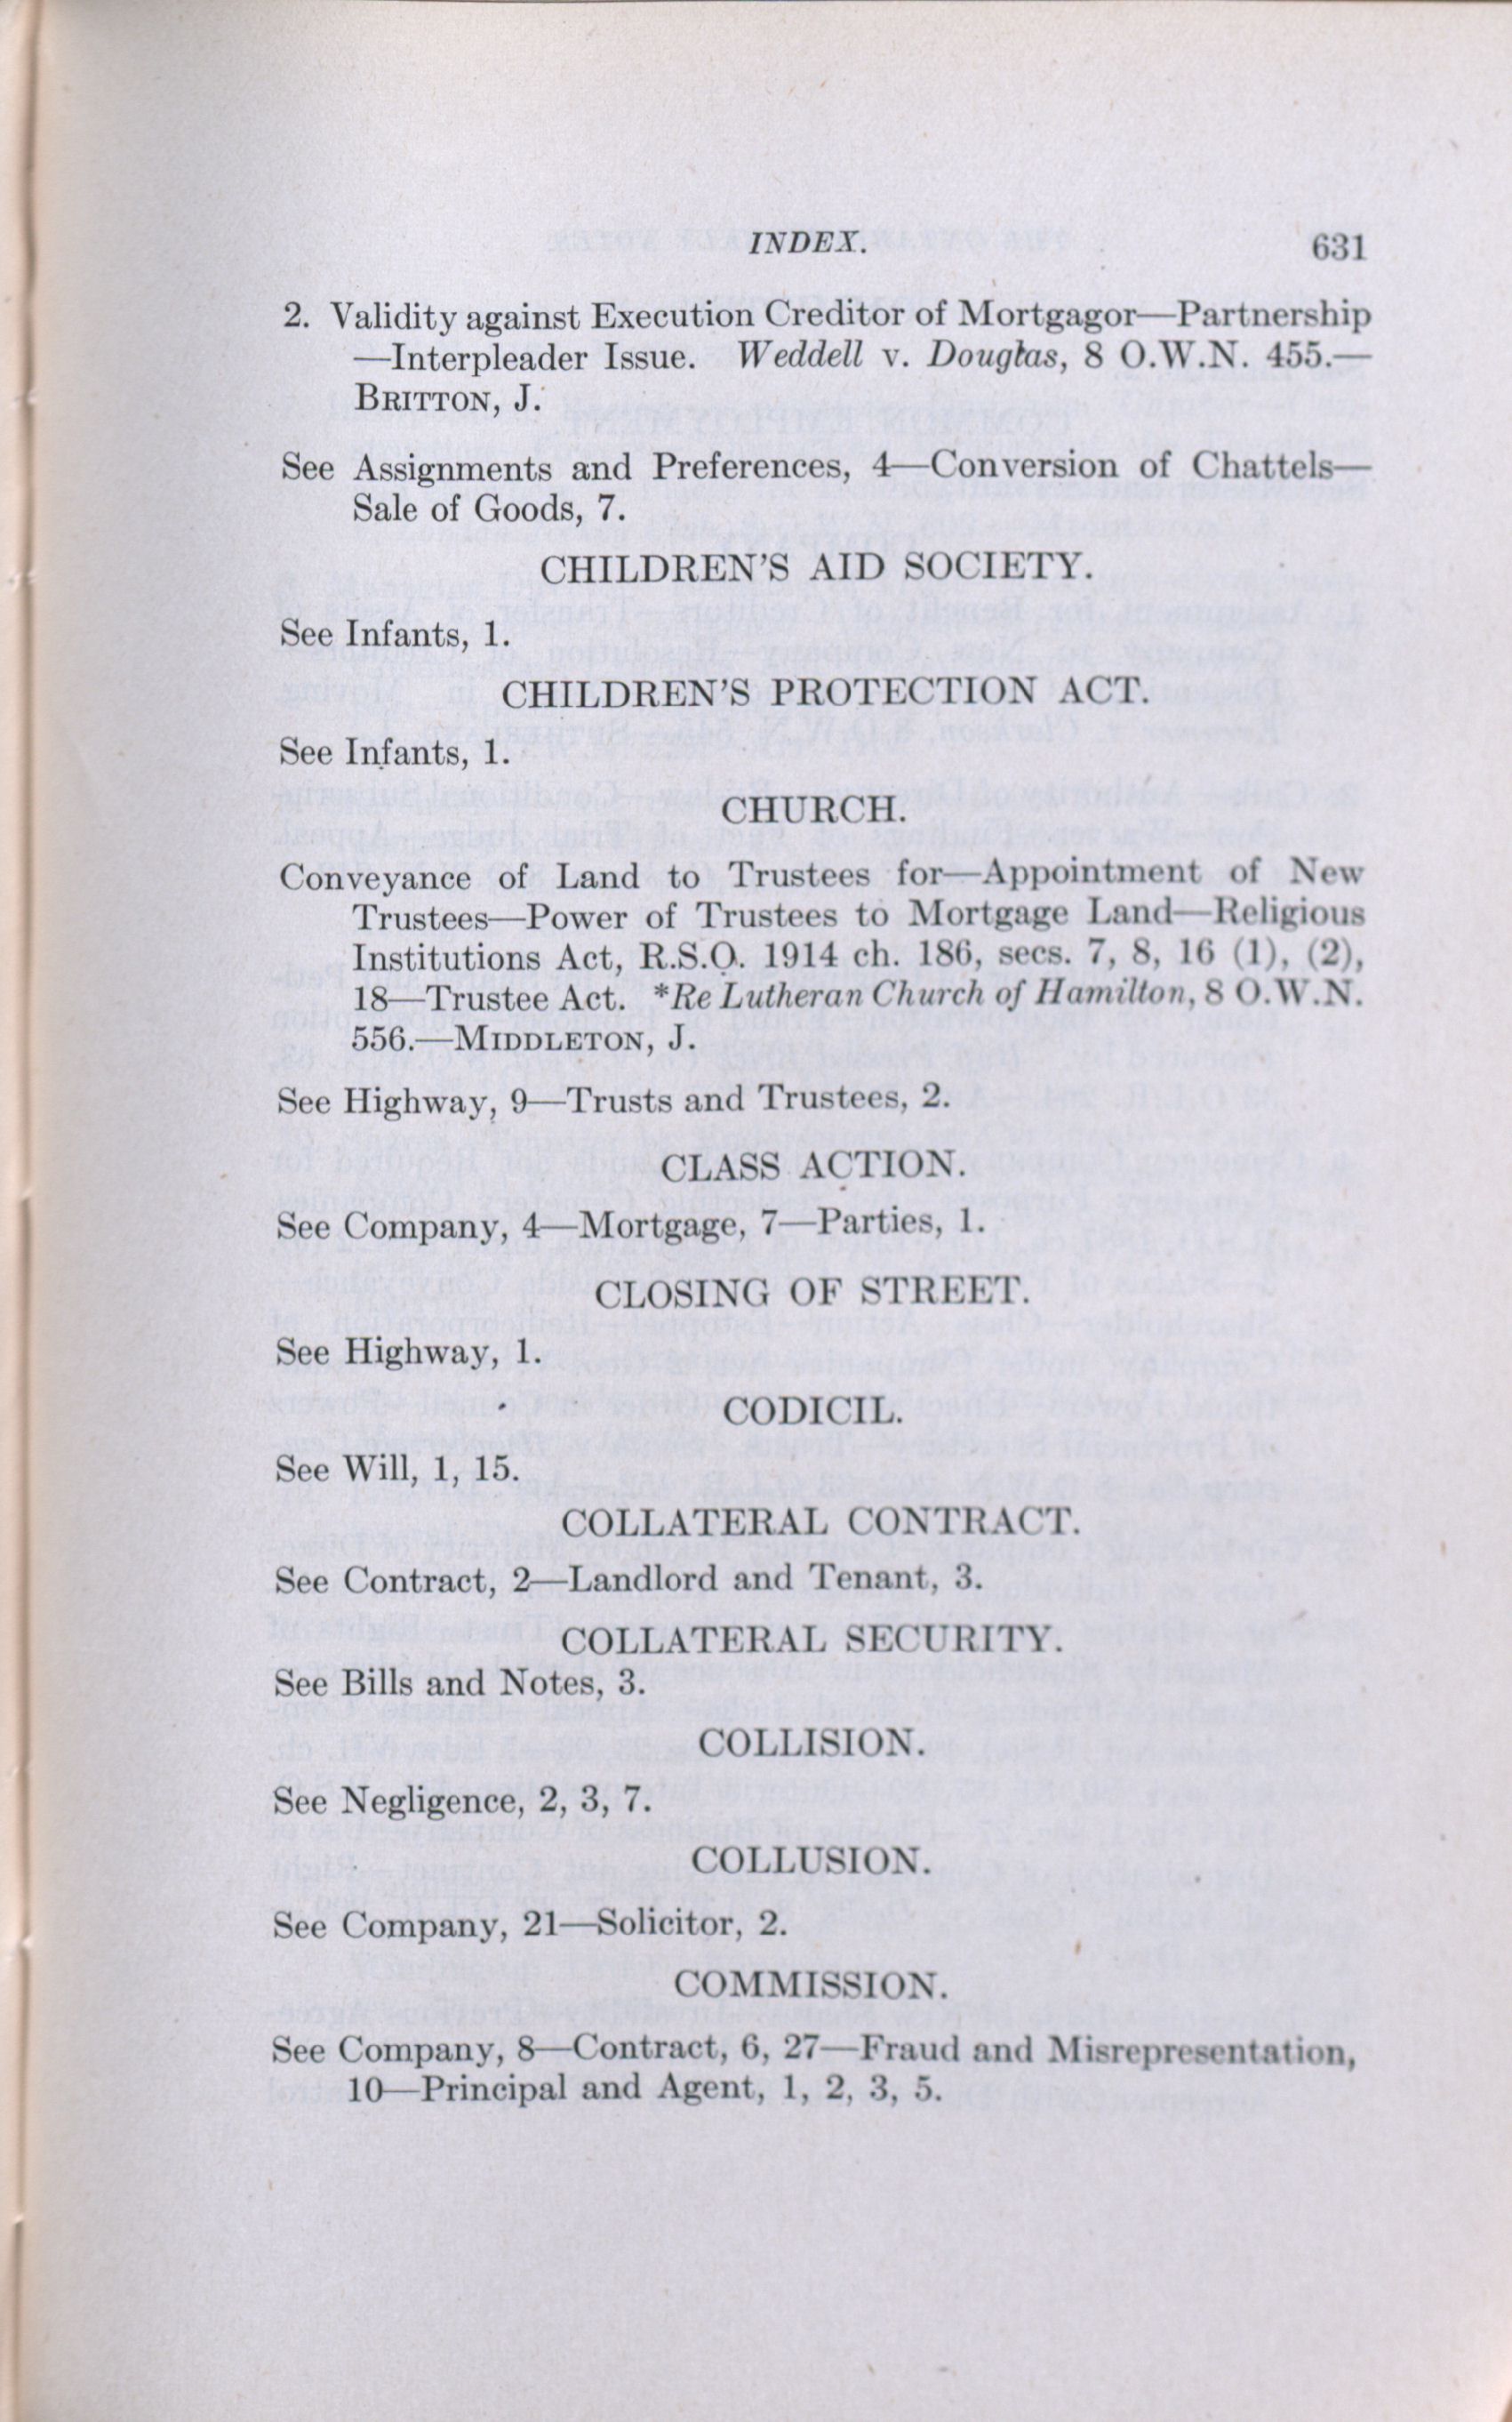 INDEX. 631
2. Validity against Execution Creditor of Mortgagor—Partnership
—Interpleader Issue. Weddell v. Douglas, 8 O.W.N. 455.—
BRITTON, J.
See Assignments and Preferences, 4—Conversion of Chattels—
Sale of Goods, 7.
CHILDREN'S AID SOCIETY.
See Infants, 1.
CHILDREN'S PROTECTION ACT.
See Infants, 1.
CHURCH.
Conveyance of Land to Trustees for—Appointment of New
Trustees—Power of Trustees to Mortgage Land—Religious
Institutions Act, R.S.O. 1914 ch. 186, secs. 7, 8, 16 (1), (2),
18—Trustee Act. *Re Lutheran Church of Hamilton, 8 O.W.N.
556.—MIDDLETON, J.
See Highway, 9—Trusts and Trustees, 2.
CLASS ACTION.
See Company, 4—Mortgage, 7—Parties, 1.
CLOSING OF STREET.
See Highway, 1.
CODICIL.
See Will, 1, 15.
COLLATERAL CONTRACT.
See Contract, 2—Landlord and Tenant, 3.
COLLATERAL SECURITY.
See Bills and Notes, 3.
COLLISION.
See Negligence, 2, 3, 7.
COLLUSION.
See Company, 21—Solicitor, 2.
COMMISSION.
See Company, 8—Contract, 6, 27—Fraud and Misrepresentation,
10—Principal and Agent, 1, 2, 3, 5.